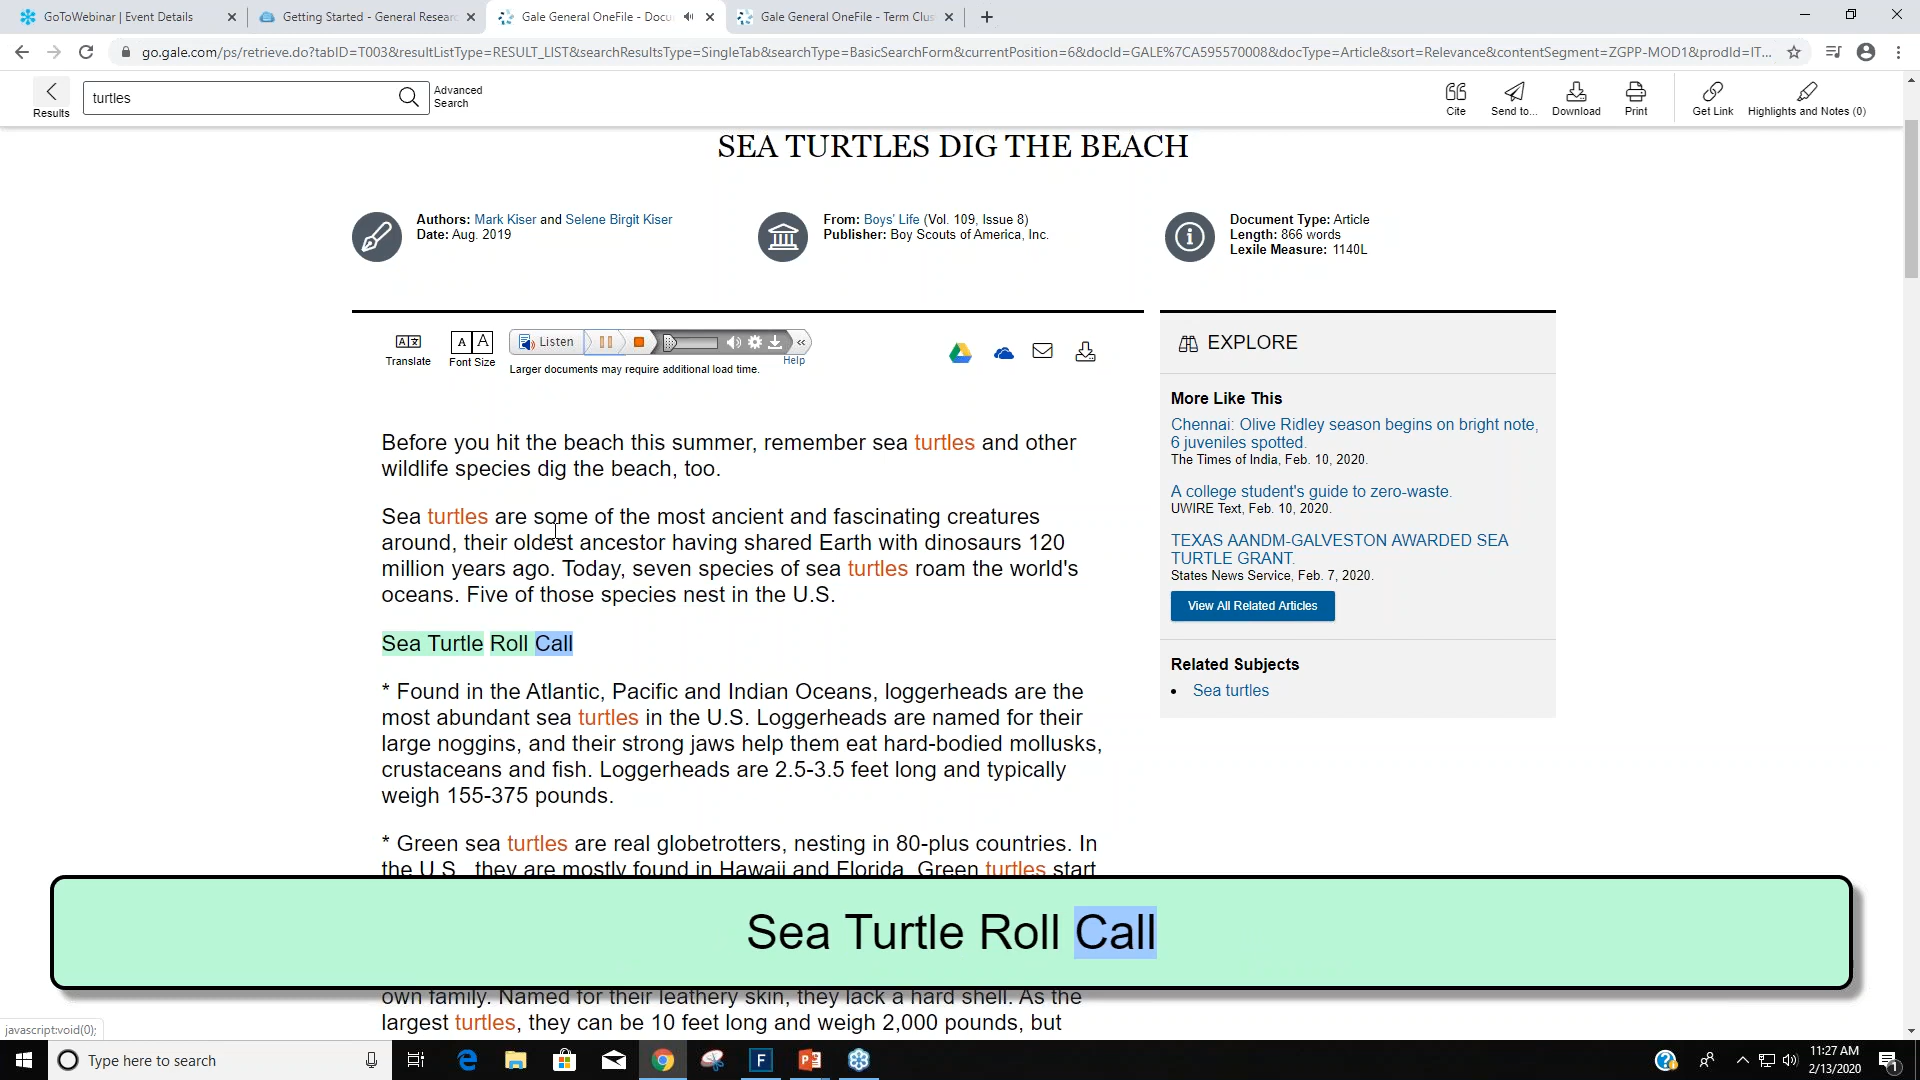 GoToWebinar | Event Details
Getting Started - General Researc
Gale General OneFile - Docu
Gale General OneFile - Term Clus
go.gale.com/ps/retrieve.do?tabID=T003&resultListType=RESULT_LIST&searchResultsType=SingleTab&searchType=BasicSearchForm&currentPosition=6&docId=GALE%7CA595570008&docType=Article&sort=Relevance&contentSegment=ZGPP-MOD1&prodId=IT...
Results
turtles
Advanced
Search
Cite
Send to...
Download
Print
Get Link
Highlights and Notes (0)
SEA TURTLES DIG THE BEACH
Authors: Mark Kiser and Selene Birgit Kiser
Date: Aug. 2019
From: Boys' Life (Vol. 109, Issue 8)
Publisher: Boy Scouts of America, Inc.
Document Type: Article
Length: 866 words
Lexile Measure: 1140L
Translate
A A
Font Size
Listen
Help
Larger documents may require additional load time.
Before you hit the beach this summer, remember sea turtles and other
wildlife species dig the beach, too.
Sea turtles are some of the most ancient and fascinating creatures
around, their oldest ancestor having shared Earth with dinosaurs 120
million years ago. Today, seven species of sea turtles roam the world's
oceans. Five of those species nest in the U.S.
Sea Turtle Roll Call
* Found in the Atlantic, Pacific and Indian Oceans, loggerheads are the
most abundant sea turtles in the U.S. Loggerheads are named for their
large noggins, and their strong jaws help them eat hard-bodied mollusks,
crustaceans and fish. Loggerheads are 2.5-3.5 feet long and typically
weigh 155-375 pounds.
* Green sea turtles are real globetrotters, nesting in 80-plus countries. In
the U.S., they are mostly found in Hawaii and Florida. Green turtles start
Sea Turtle Roll Call
own family. Named for their leathery skin, they lack a hard shell. As the
largest turtles, they can be 10 feet long and weigh 2,000 pounds, but
EXPLORE
More Like This
Chennai: Olive Ridley season begins on bright note,
6 juveniles spotted.
The Times of India, Feb. 10, 2020.
A college student's guide to zero-waste.
UWIRE Text, Feb. 10, 2020.
TEXAS AANDM-GALVESTON AWARDED SEA
TURTLE GRANT.
States News Service, Feb. 7, 2020.
View All Related Articles
Related Subjects
• Sea turtles
javascript:void(0);
Type here to search
11:27 AM
2/13/2020